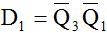 D₁ = Q̅₃ Q̅₁